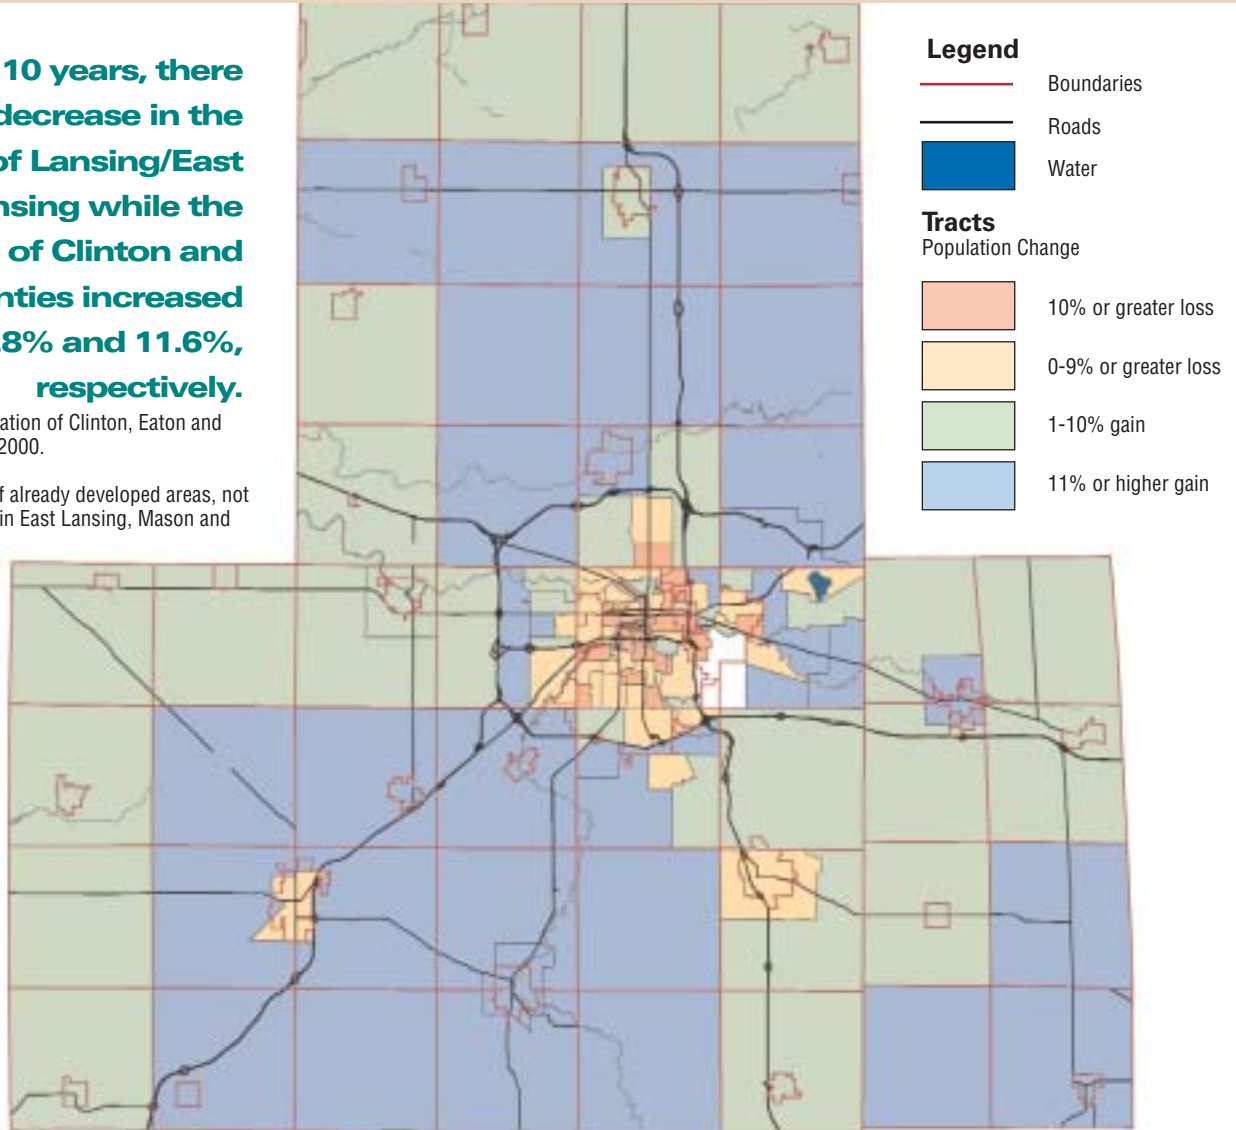 10 years, there
decrease in the
of Lansing/East
nsing while the
of Clinton and
nties increased
8% and 11.6%,
respectively.
ation of Clinton, Eaton and
2000.
f already developed areas, not
in East Lansing, Mason and
Legend
Boundaries
Roads
Water
Tracts
Population Change
10% or greater loss
0-9% or greater loss
1-10% gain
11% or higher gain